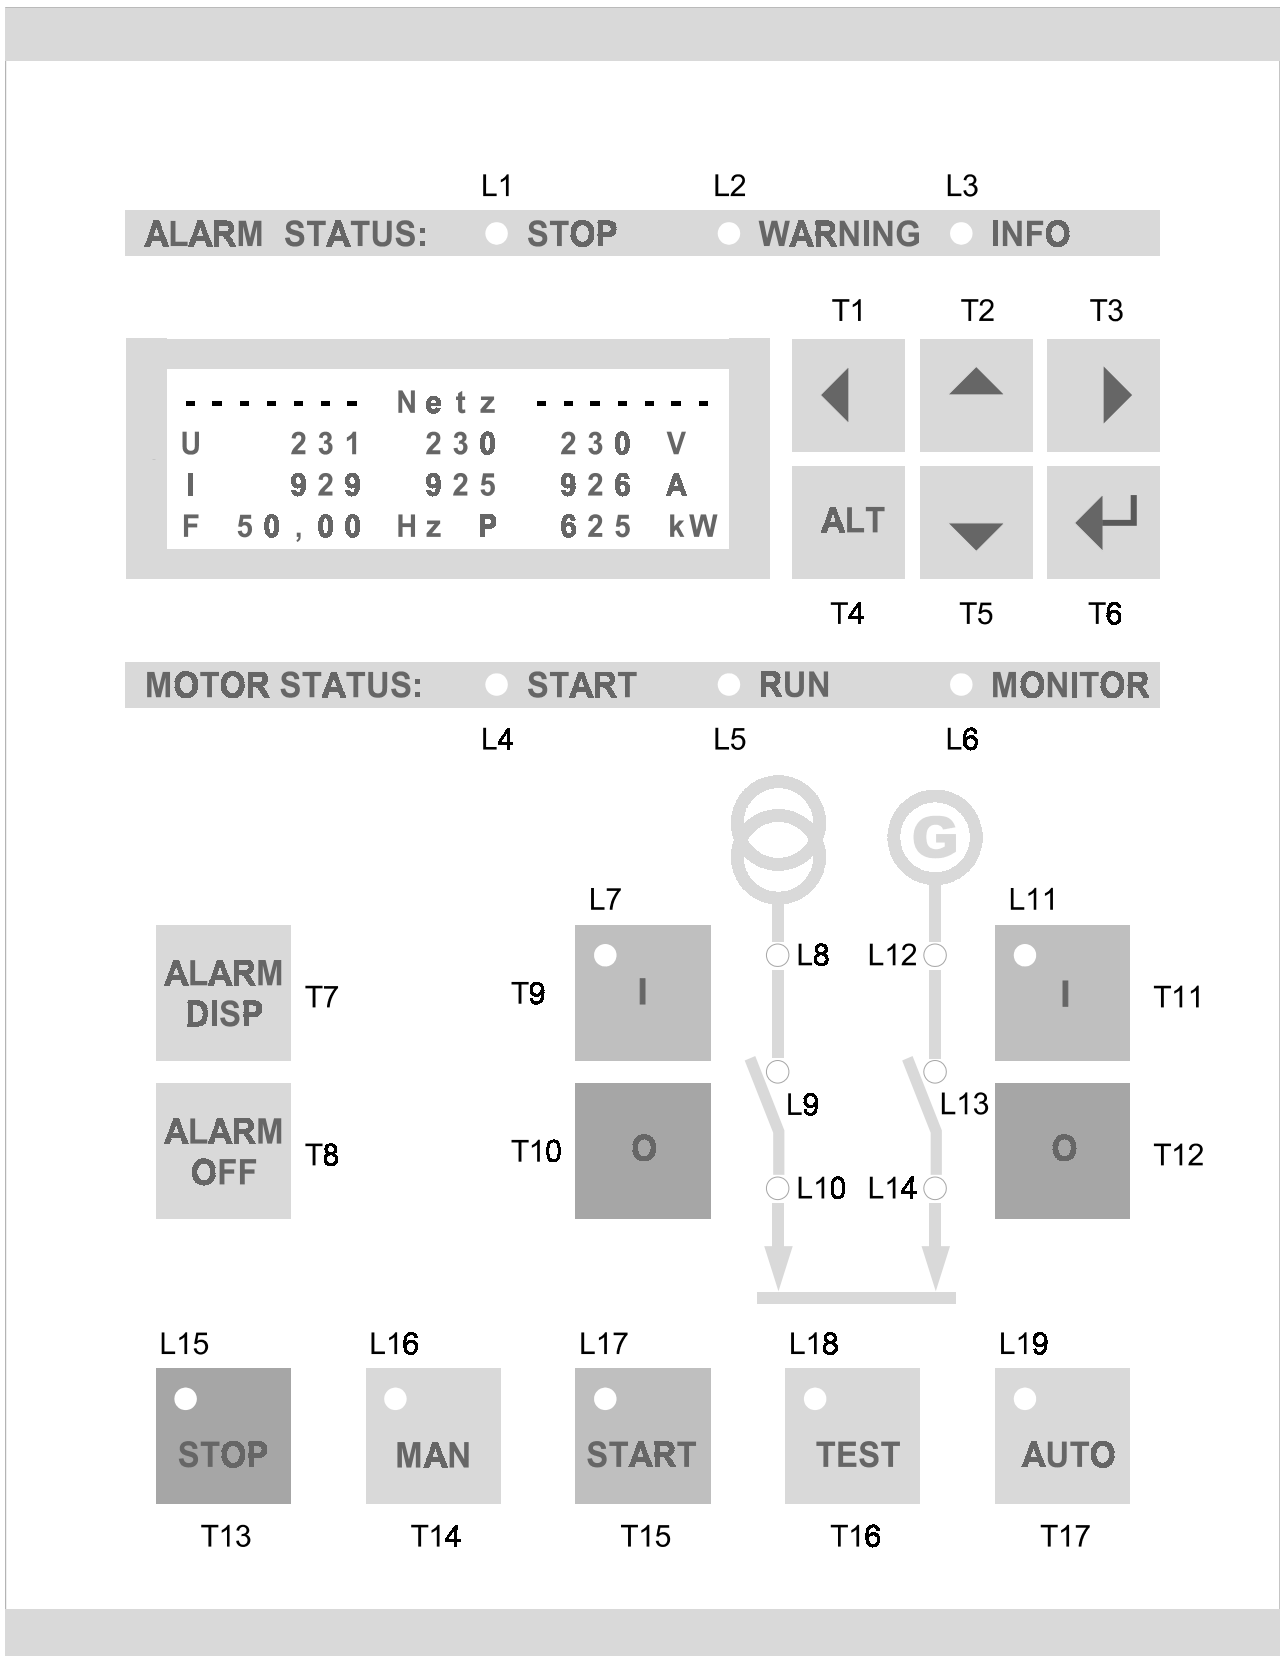 L1 L2 L3
ALARM STATUS: STOP WARNING INFO
T1 T2 T3
------- Netz -------
U 231 230 230 V
I 929 925 926 A
F 50,00 Hz P 625 kW
ALT
T4 T5 T6
MOTOR STATUS: START RUN MONITOR
L4 L5 L6
G
L7 L11
L8 L12
ALARM
DISP
T7 T9 I I T11
L9 L13
ALARM
OFF
T8 T10 O O T12
L10 L14
L15 L16 L17 L18 L19
STOP MAN START TEST AUTO
T13 T14 T15 T16 T17